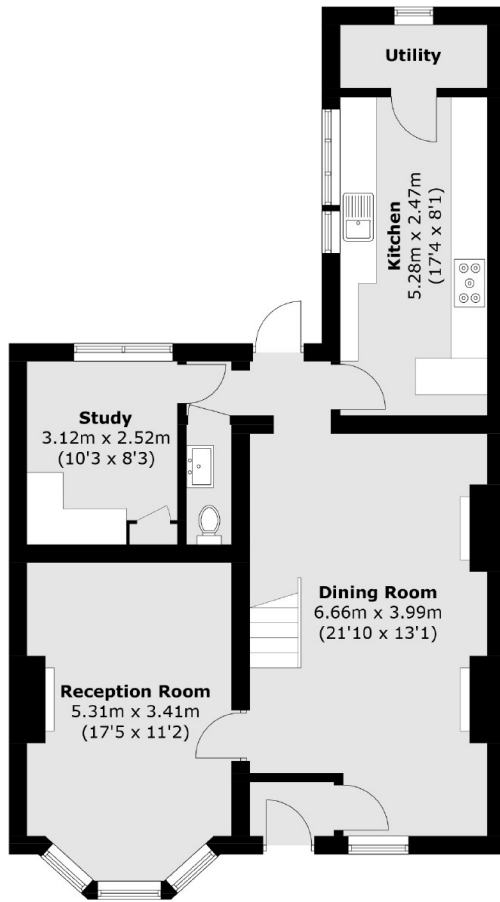 Utility
Kitchen
5.28m x 2.47m
(17'4 x 8'1)
Study
3.12m x 2.52m
(10'3 x 8'3)
Dining Room
6.66m x 3.99m
(21'10 x 13'1)
Reception Room
5.31m x 3.41m
(17'5 x 11'2)